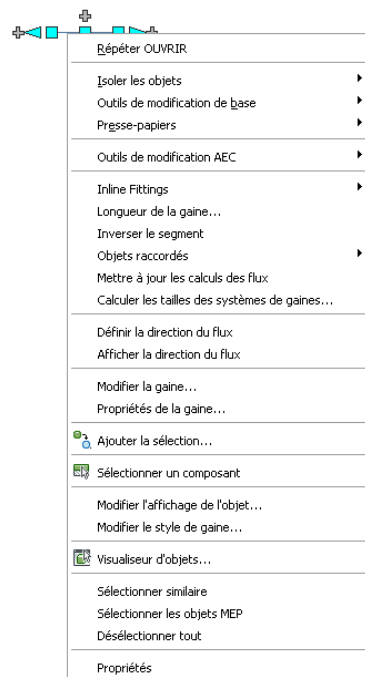 Répéter OUVRIR
Isoler les objets
Outils de modification de base
Presse-papiers
Outils de modification AEC
Inline Fittings
Longueur de la gaine...
Inverser le segment
Objets raccordés
Mettre à jour les calculs des flux
Calculer les tailles des systèmes de gaines...
Définir la direction du flux
Afficher la direction du flux
Modifier la gaine...
Propriétés de la gaine...
Ajouter la sélection...
Sélectionner un composant
Modifier l'affichage de l'objet...
Modifier le style de gaine...
Visualiseur d'objets...
Sélectionner similaire
Sélectionner les objets MEP
Désélectionner tout
Propriétés